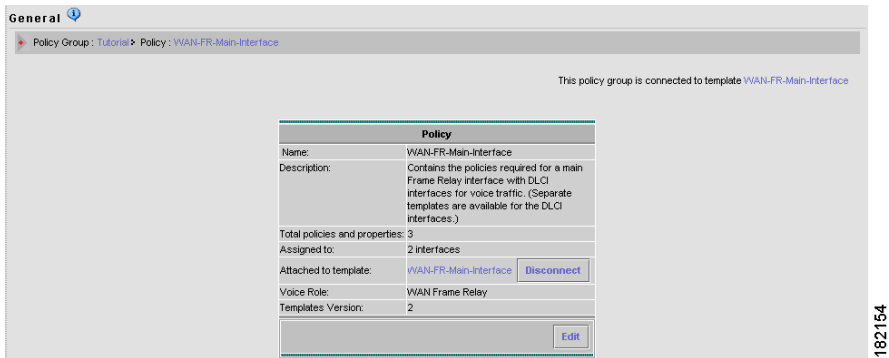 General
Policy Group : Tutorial > Policy : WAN-FR-Main-Interface
This policy group is connected to template WAN-FR-Main-Interface
Policy
Name: WAN-FR-Main-Interface
Description: Contains the policies required for a main
Frame Relay interface with DLCI
interfaces for voice traffic. (Separate
templates are available for the DLCI
interfaces.)
Total policies and properties: 3
Assigned to: 2 interfaces
Attached to template: WAN-FR-Main-Interface Disconnect
Voice Role: WAN Frame Relay
Templates Version: 2
Edit
182154